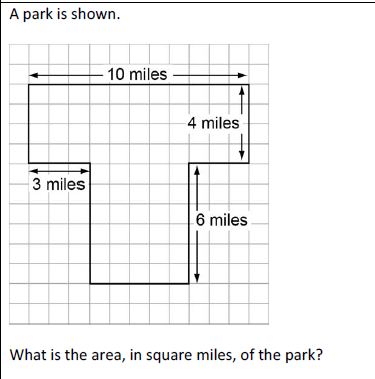 A park is shown.
10 miles
4 miles
3 miles
6 miles
What is the area, in square miles, of the park?